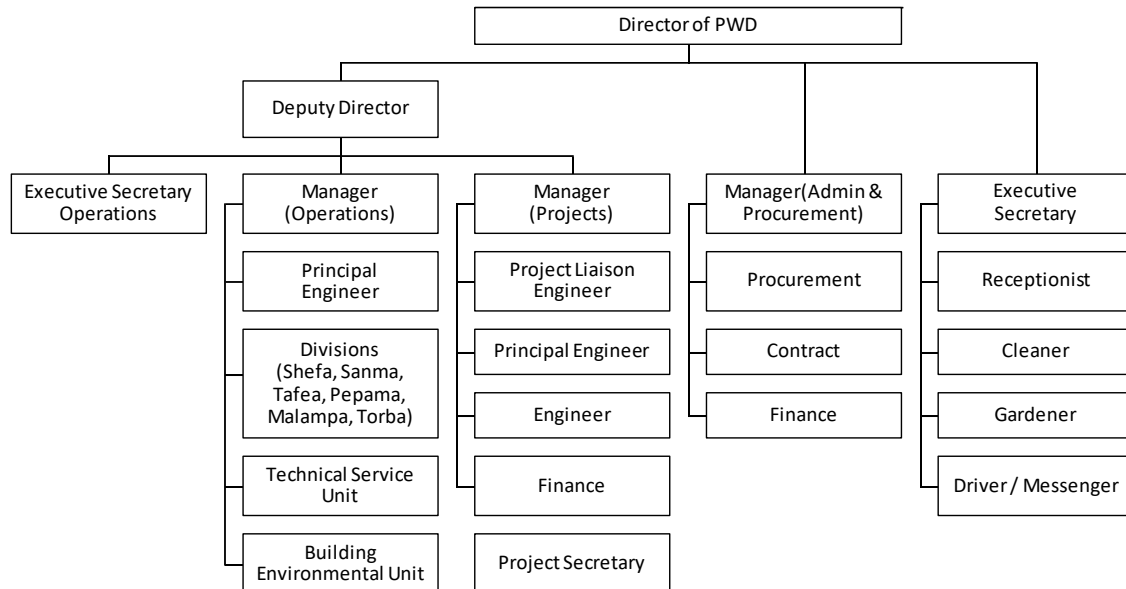 Director of PWD
Deputy Director
Executive Secretary
Operations
Manager
(Operations)
Manager
(Projects)
Manager(Admin &
Procurement)
Executive
Secretary
Principal
Engineer
Project Liaison
Engineer
Procurement
Receptionist
Divisions
(Shefa, Sanma,
Tafea, Pepama,
Malampa, Torba)
Principal Engineer
Contract
Cleaner
Engineer
Finance
Gardener
Technical Service
Unit
Finance
Driver / Messenger
Building
Environmental Unit
Project Secretary